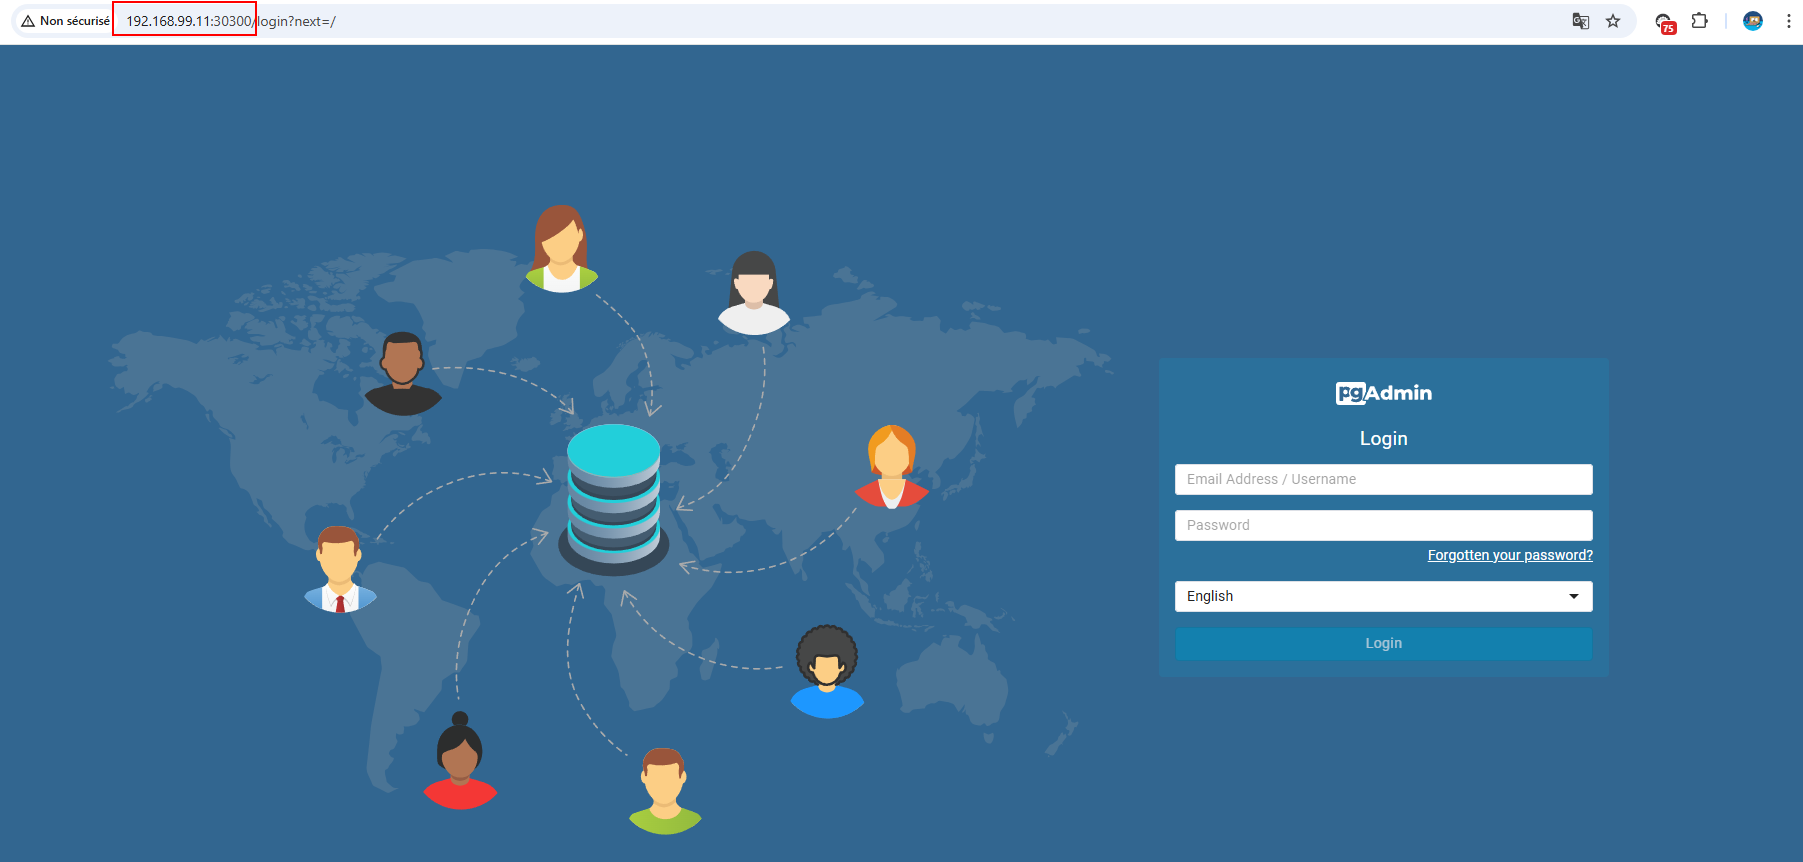 Non sécurisé 192.168.99.11:30300/login?next=/
75
pgAdmin
Login
Email Address / Username
Password
Forgotten your password?
English
Login